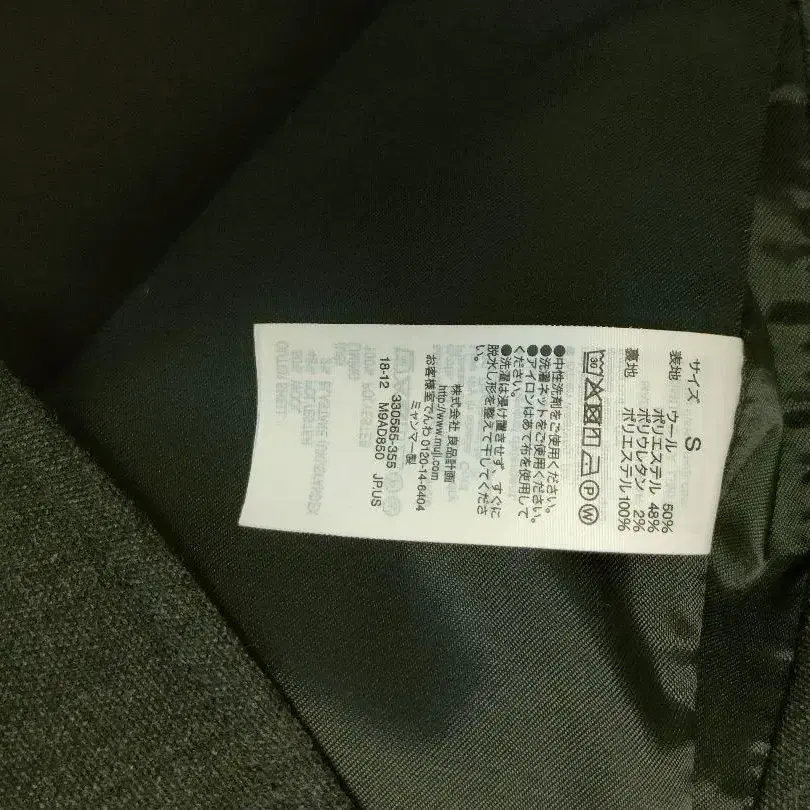 サイズ S
表地 ウール 50%
ポリエステル 48%
ポリウレタン 2%
裏地 ポリエステル 100%
30 P W
●中性洗剤をご使用ください。
●洗濯ネットをご使用ください。
●アイロンはあて布を使用して
ください。
●洗濯は浸け置きせず、すぐに
脱水し形を整えて干してくださ
い。
株式会社 良品計画
http://www.muji.com
お客様室でんわ 0120-14-6404
ミャンマー製
330565-355
18-12 M9AD850 JP.US